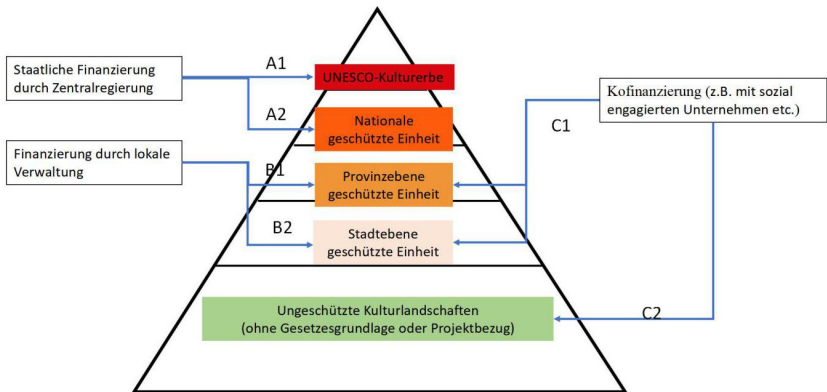 A1
UNESCO-Kulturerbe
Staatliche Finanzierung
durch Zentralregierung
A2
Nationale
geschützte Einheit
Kofinanzierung (z.B. mit sozial
engagierten Unternehmen etc.)
C1
Finanzierung durch lokale
Verwaltung
B1
Provinzebene
geschützte Einheit
B2
Stadtebene
geschützte Einheit
Ungeschützte Kulturlandschaften
(ohne Gesetzesgrundlage oder Projektbezug)
C2